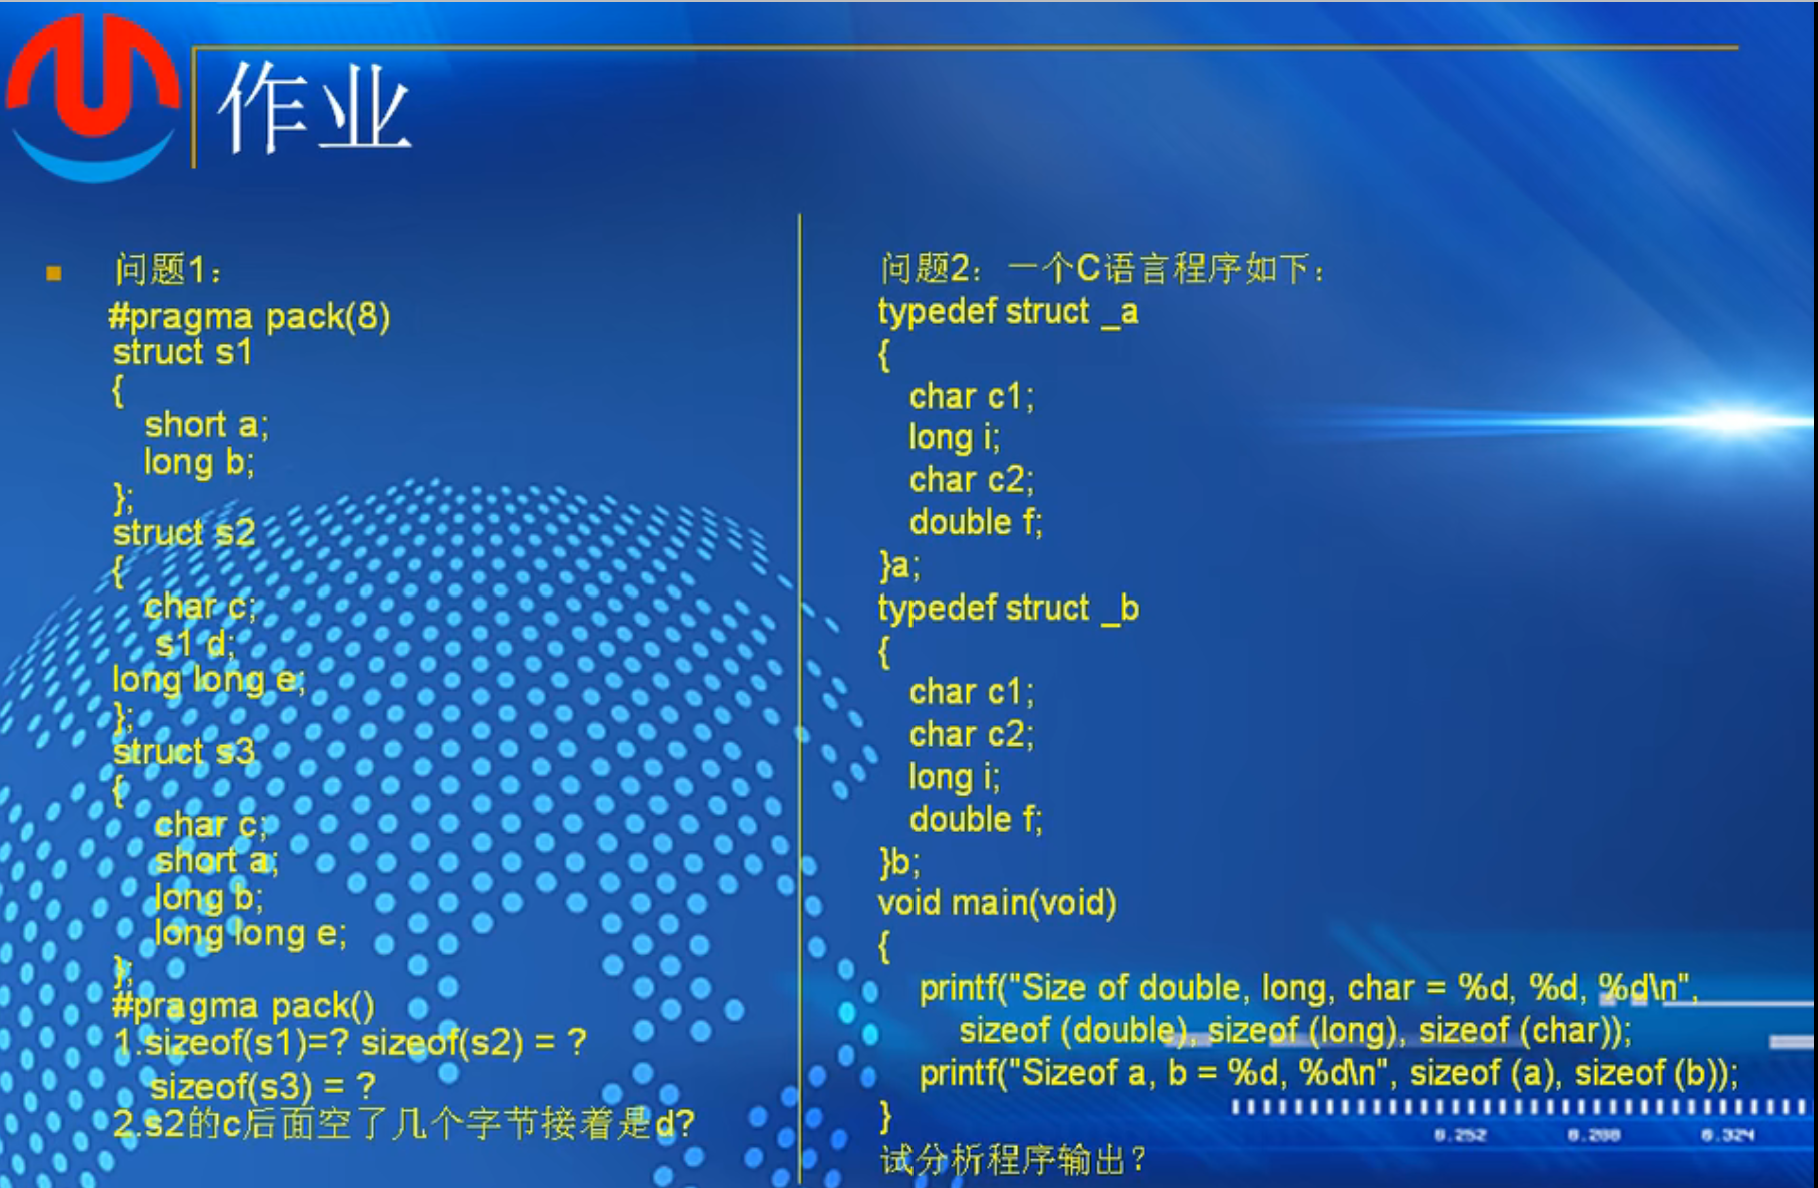 作业
问题1：
#pragma pack(8)
struct s1
{
short a;
long b;
};
struct s2
{
char c;
s1 d;
long long e;
};
struct s3
{
char c;
short a;
long b;
long long e;
};
#pragma pack()
1.sizeof(s1)=? sizeof(s2) = ?
sizeof(s3) = ?
2.s2的c后面空了几个字节接着是d?
问题2：一个C语言程序如下：
typedef struct _a
{
char c1;
long i;
char c2;
double f;
}a;
typedef struct _b
{
char c1;
char c2;
long i;
double f;
}b;
void main(void)
{
printf("Size of double, long, char = %d, %d, %d\n",
sizeof (double), sizeof (long), sizeof (char));
printf("Sizeof a, b = %d, %d\n", sizeof (a), sizeof (b));
}
试分析程序输出？
0.252 0.288 0.324